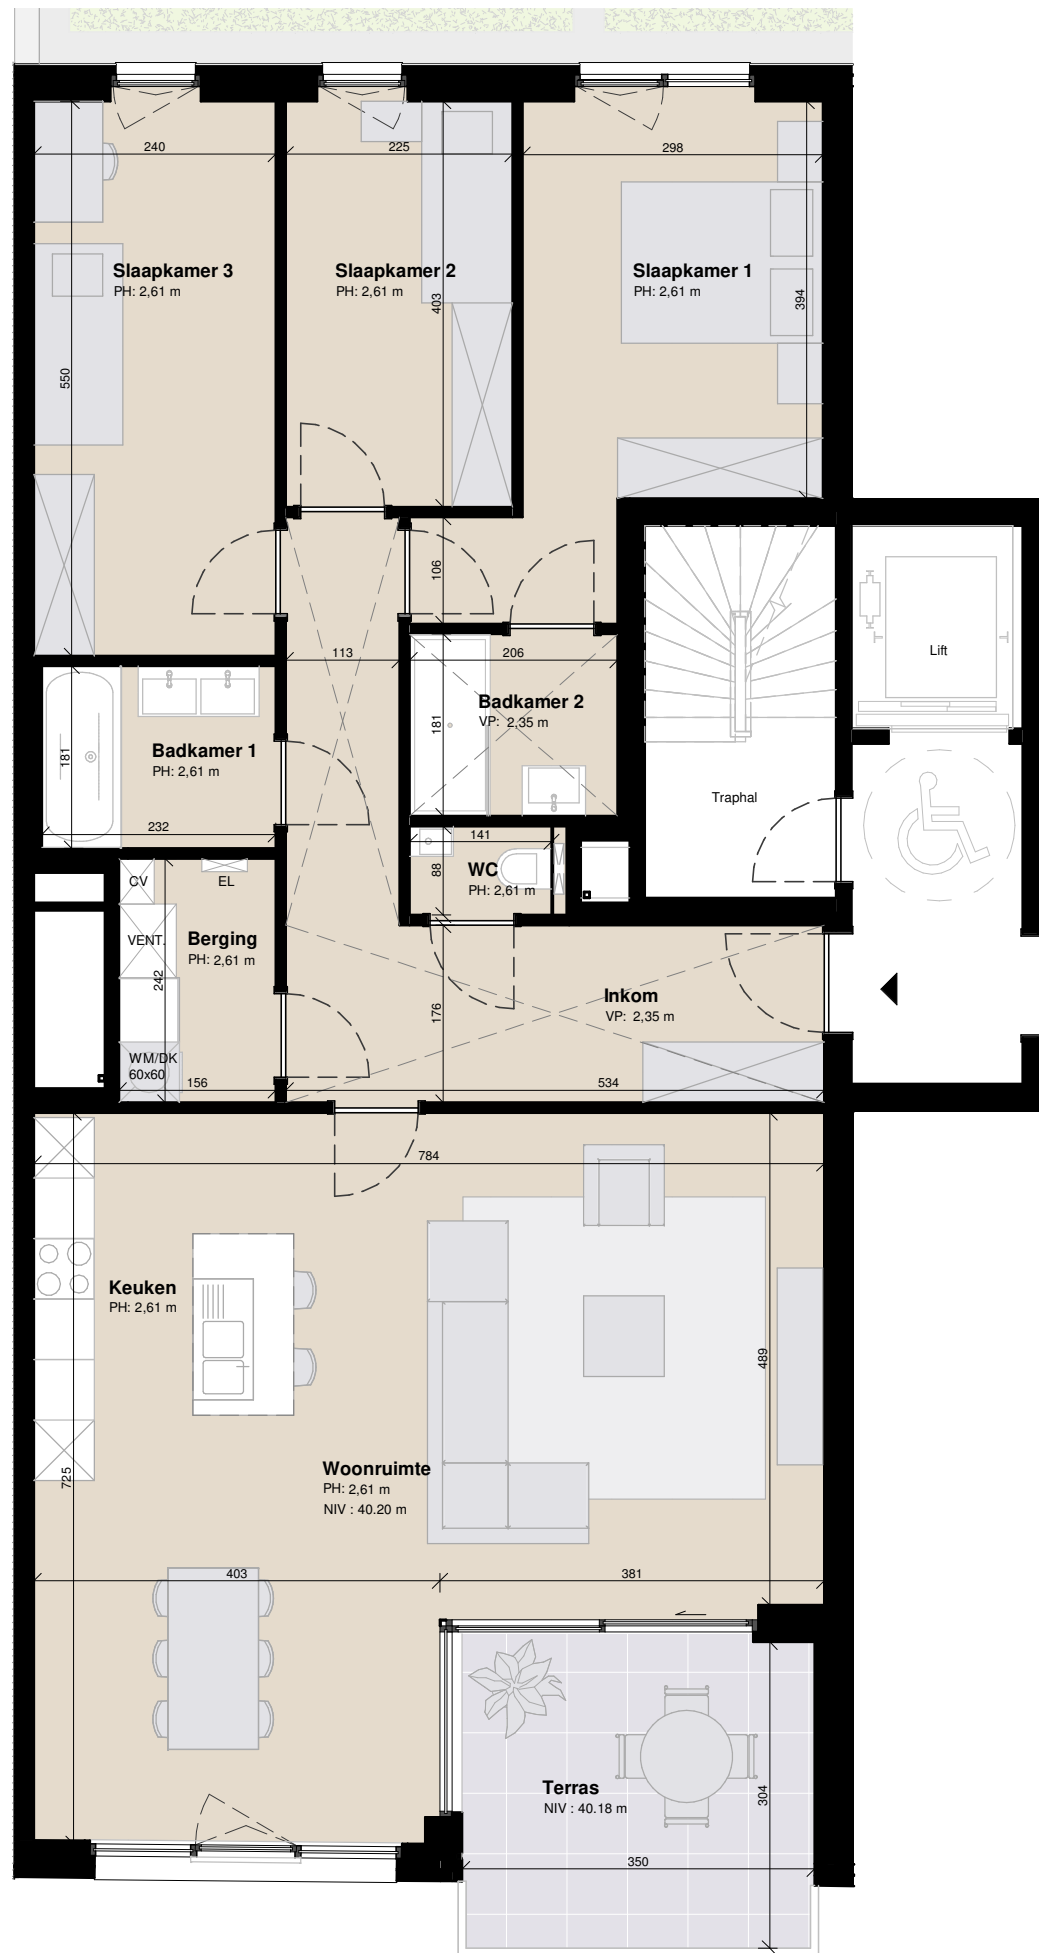 240
225
298
Slaapkamer 3
PH: 2,61 m
Slaapkamer 2
PH: 2,61 m
Slaapkamer 1
PH: 2,61 m
403
394
550
106
113
206
Lift
Badkamer 2
VP: 2,35 m
181
Badkamer 1
PH: 2,61 m
181
Traphal
232
141
WC
PH: 2,61 m
88
CV
EL
VENT.
Berging
PH: 2,61 m
242
Inkom
VP: 2,35 m
176
WM/DK
60x60
156
534
784
Keuken
PH: 2,61 m
489
Woonruimte
PH: 2,61 m
NIV : 40.20 m
725
403
381
Terras
NIV : 40.18 m
304
350